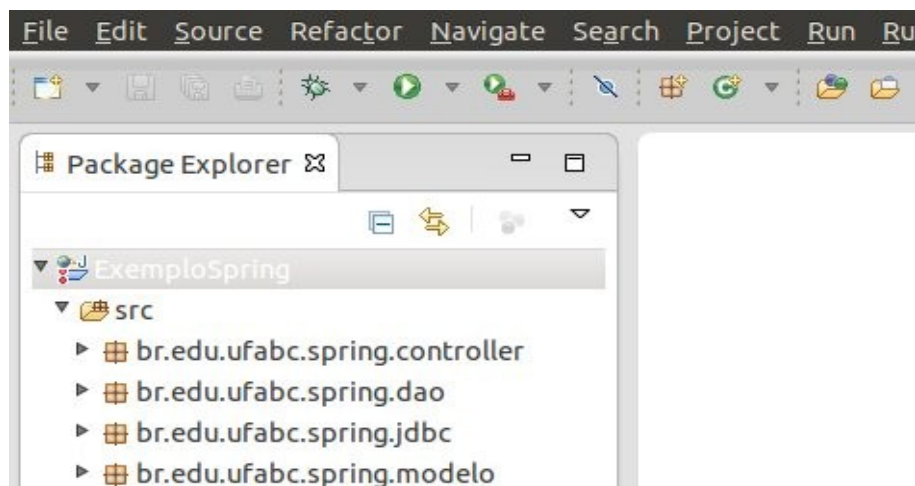 File Edit Source Refactor Navigate Search Project Run Ru
Package Explorer
ExemploSpring
src
br.edu.ufabc.spring.controller
br.edu.ufabc.spring.dao
br.edu.ufabc.spring.jdbc
br.edu.ufabc.spring.modelo